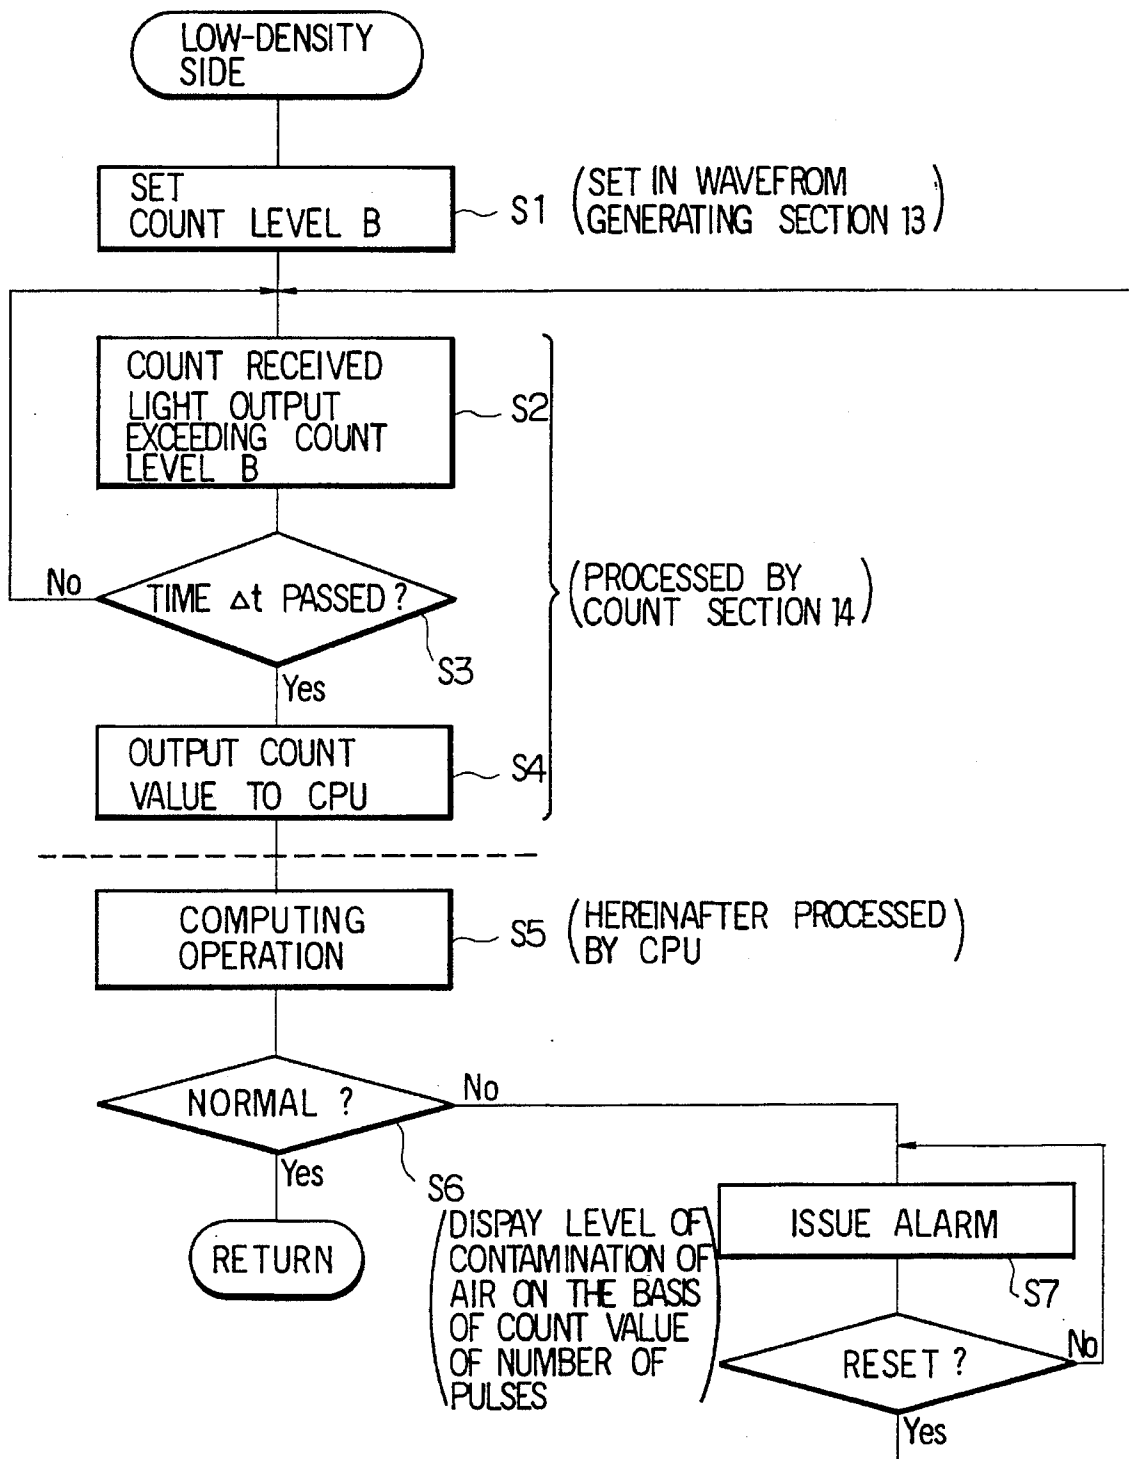 LOW-DENSITY
SIDE
SET
COUNT LEVEL B
S1
(SET IN WAVEFROM
GENERATING SECTION 13)
COUNT RECEIVED
LIGHT OUTPUT
EXCEEDING COUNT
LEVEL B
S2
No
TIME Δt PASSED?
S3
Yes
(PROCESSED BY
COUNT SECTION 14)
OUTPUT COUNT
VALUE TO CPU
S4
COMPUTING
OPERATION
S5
(HEREINAFTER PROCESSED
BY CPU)
NORMAL ?
No
Yes
S6
RETURN
(DISPAY LEVEL OF
CONTAMINATION OF
AIR ON THE BASIS
OF COUNT VALUE
OF NUMBER OF
PULSES)
ISSUE ALARM
S7
RESET ?
No
Yes